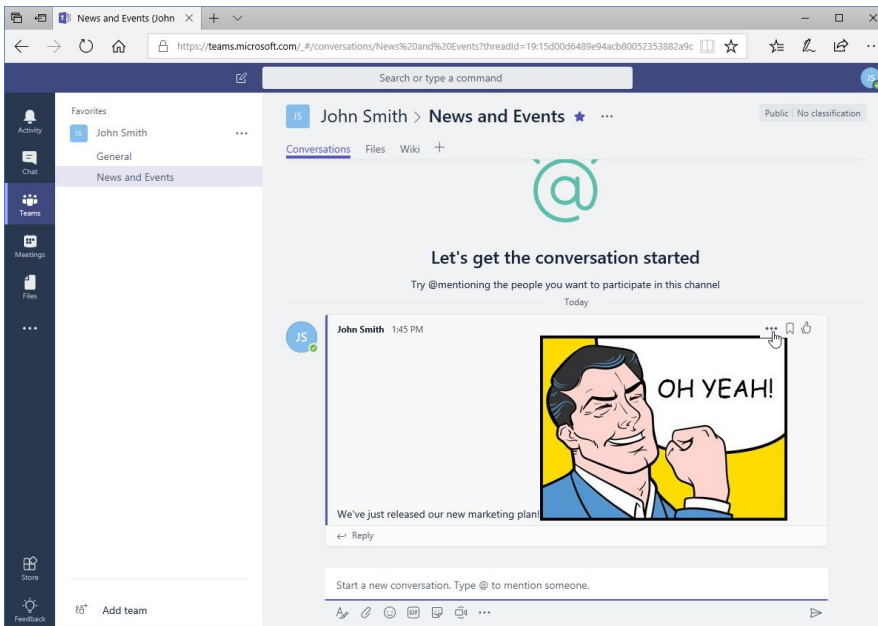 News and Events (John
https://teams.microsoft.com/_#/conversations/News%20and%20Events?threadId=19:15d00d6489e94acb80052353882a9c
Search or type a command
JS
Activity
Chat
Teams
Meetings
Files
Store
Feedback
Favorites
JS John Smith
General
News and Events
Add team
JS John Smith > News and Events
Public No classification
Conversations Files Wiki
Let's get the conversation started
Try @mentioning the people you want to participate in this channel
Today
JS
John Smith 1:45 PM
OH YEAH!
We've just released our new marketing plan!
Reply
Start a new conversation. Type @ to mention someone.
GIF